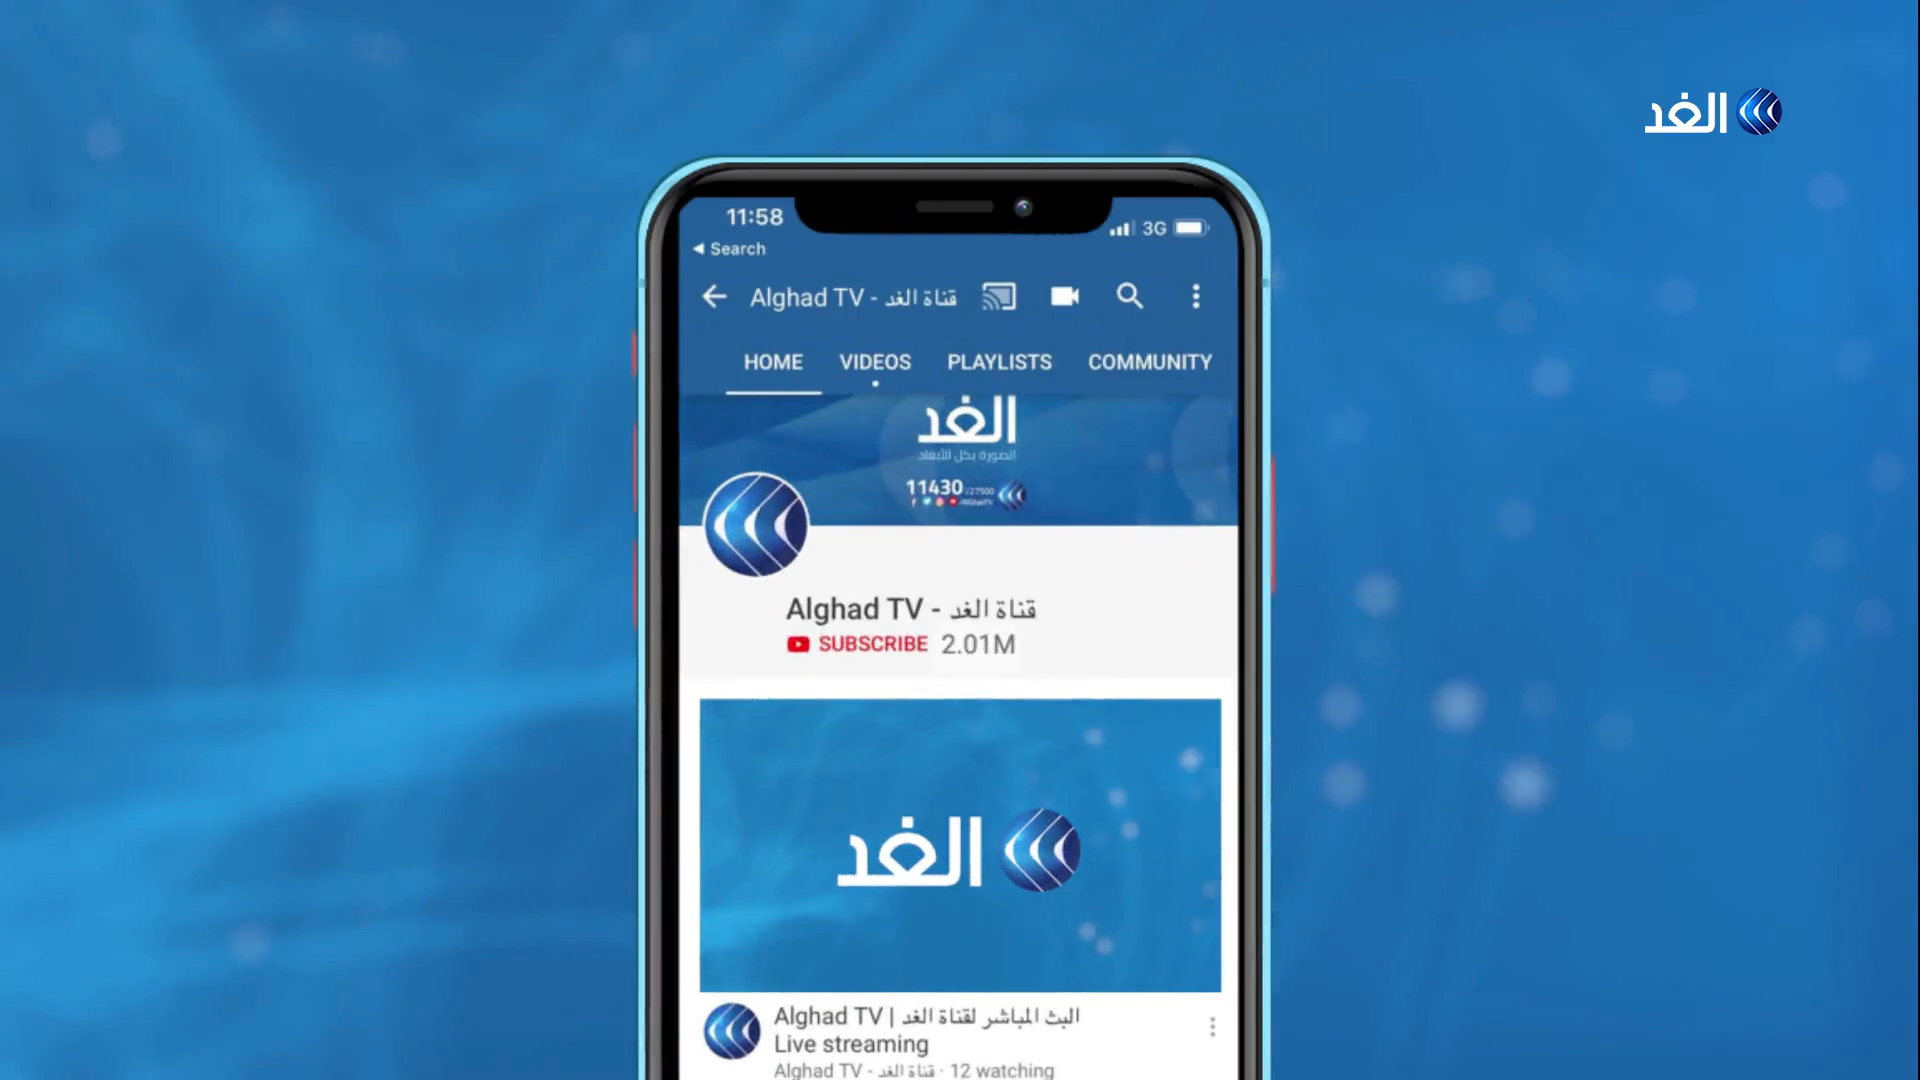 الغد
11:58
3G
Search
Alghad TV - قناة الغد
HOME VIDEOS PLAYLISTS COMMUNITY
الغد
الصورة بكل الأبعاد
11430 27500
Alghad TV - قناة الغد
SUBSCRIBE 2.01M
الغد
Alghad TV | البث المباشر لقناة الغد
Live streaming
Alghad TV - قناة الغد · 12 watching